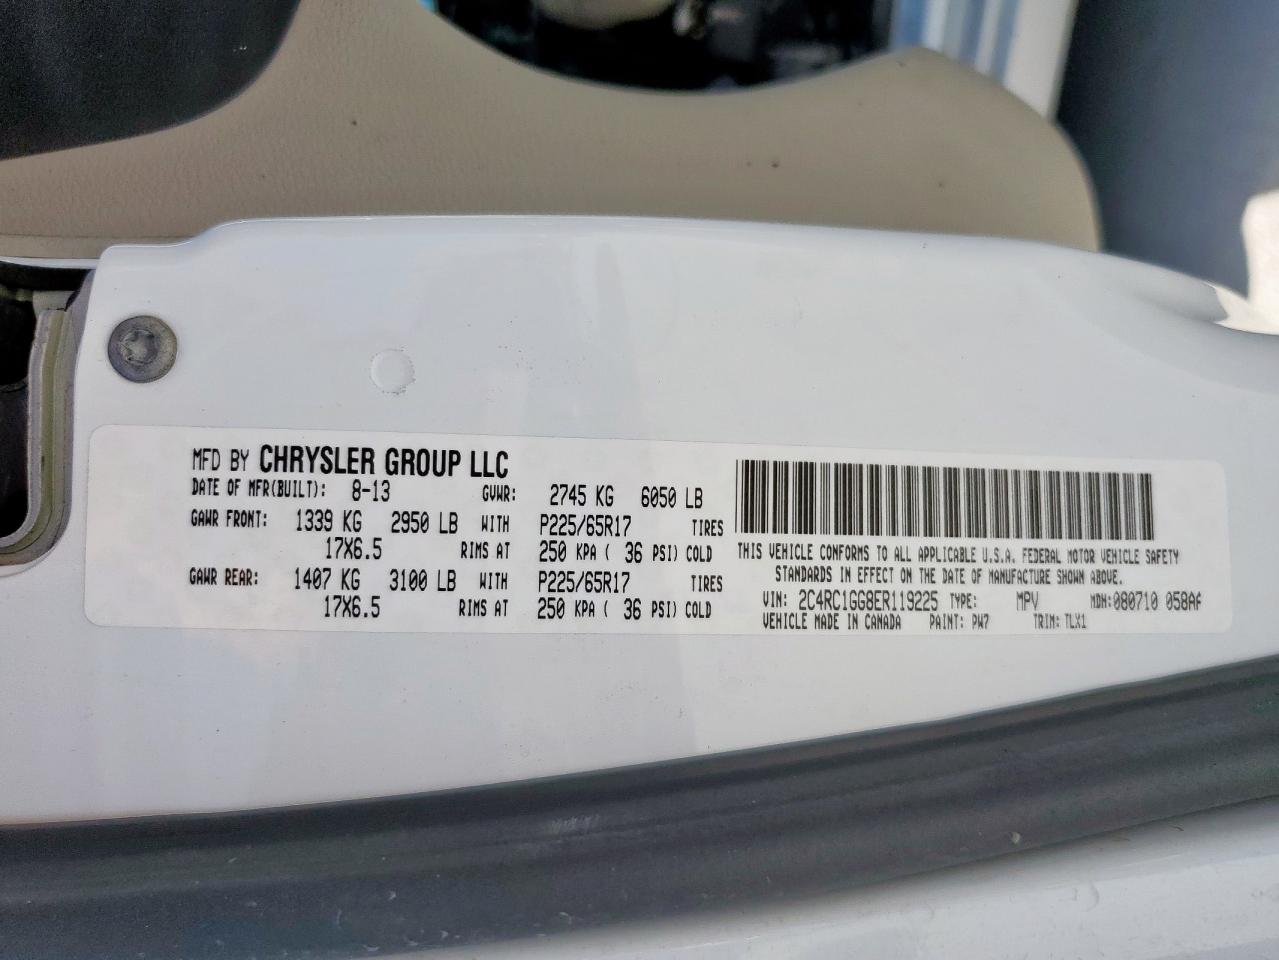 MFD BY CHRYSLER GROUP LLC
DATE OF MFR(BUILT): 8-13 GVWR: 2745 KG 6050 LB
GAWR FRONT: 1339 KG 2950 LB WITH P225/65R17 TIRES
17X6.5 RIMS AT 250 KPA ( 36 PSI) COLD
GAWR REAR: 1407 KG 3100 LB WITH P225/65R17 TIRES
17X6.5 RIMS AT 250 KPA ( 36 PSI) COLD
THIS VEHICLE CONFORMS TO ALL APPLICABLE U.S.A. FEDERAL MOTOR VEHICLE SAFETY
STANDARDS IN EFFECT ON THE DATE OF MANUFACTURE SHOWN ABOVE.
VIN: 2C4RC1GG8ER119225 TYPE: MPV MDH:080710 058AF
VEHICLE MADE IN CANADA PAINT: PW7 TRIM: TLX1